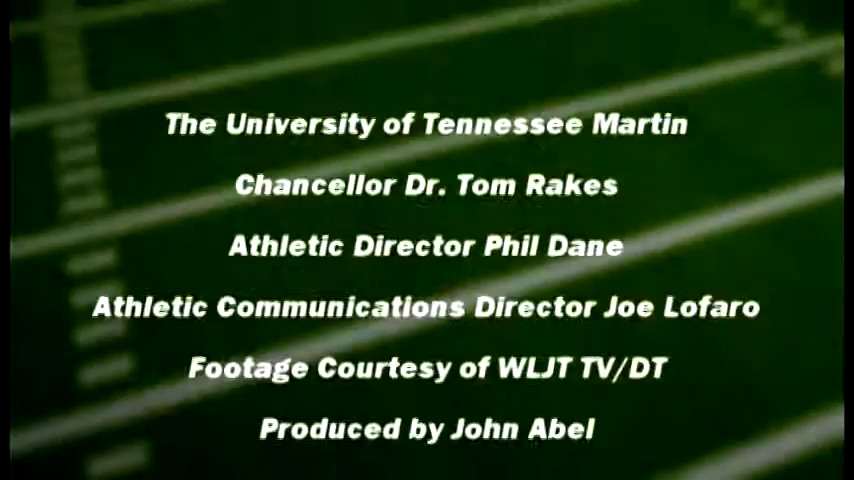 The University of Tennessee Martin
Chancellor Dr. Tom Rakes
Athletic Director Phil Dane
Athletic Communications Director Joe Lofaro
Footage Courtesy of WLJT TV/DT
Produced by John Abel